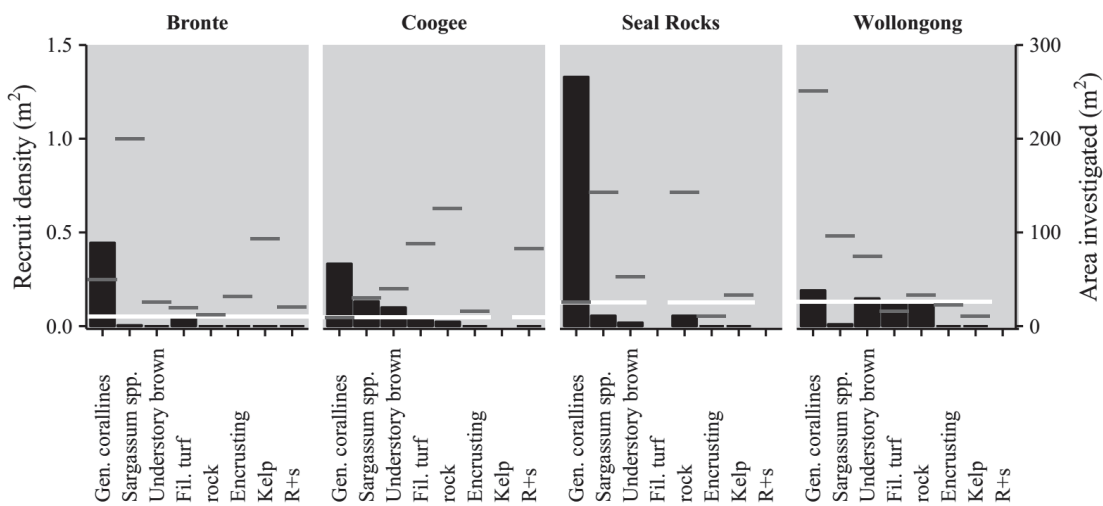 Bronte
Coogee
Seal Rocks
Wollongong
Recruit density (m²)
1.5
1.0
0.5
0.0
300
200
100
0
Area investigated (m²)
Gen. corallines
Sargassum spp.
Understory brown
Fil. turf
rock
Encrusting
Kelp
R+s
Gen. corallines
Sargassum spp.
Understory brown
Fil. turf
rock
Encrusting
Kelp
R+s
Gen. corallines
Sargassum spp.
Understory brown
Fil. turf
rock
Encrusting
Kelp
R+s
Gen. corallines
Sargassum spp.
Understory brown
Fil. turf
rock
Encrusting
Kelp
R+s